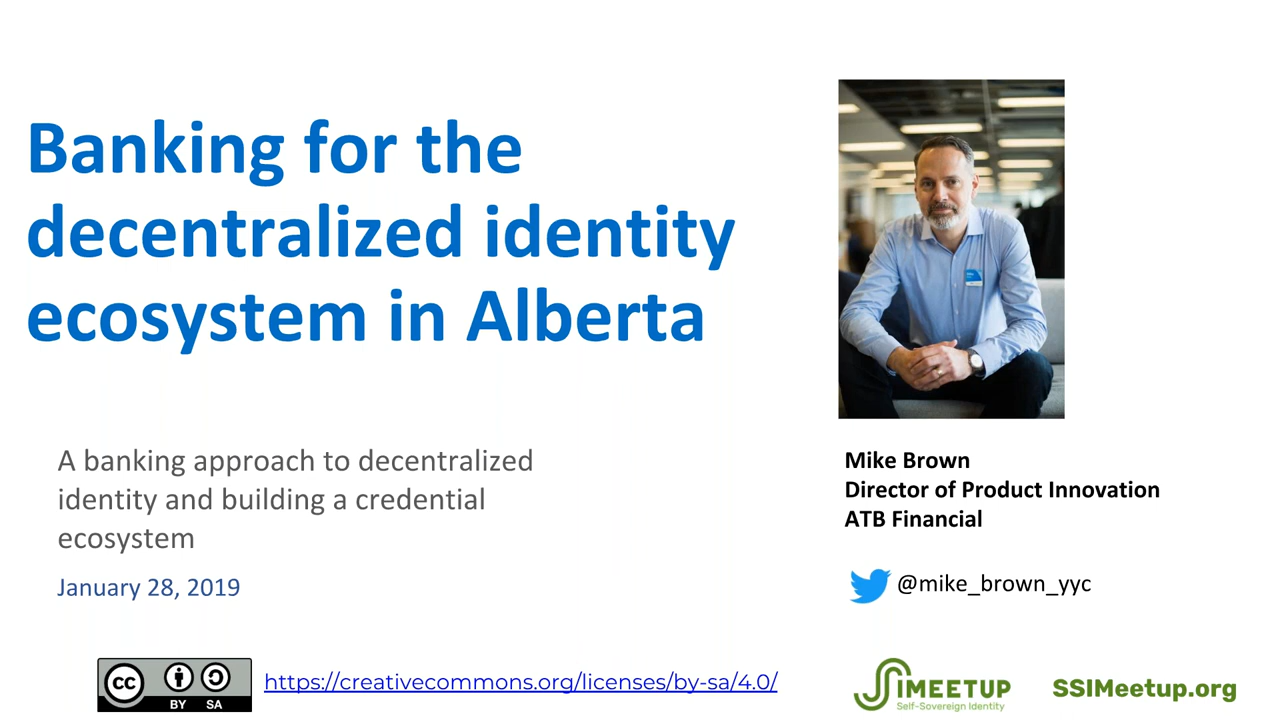 Banking for the
decentralized identity
ecosystem in Alberta
A banking approach to decentralized
identity and building a credential
ecosystem
January 28, 2019
Mike Brown
Director of Product Innovation
ATB Financial
@mike_brown_yyc
cc
BY SA
https://creativecommons.org/licenses/by-sa/4.0/
SSIMEETUP
Self-Sovereign Identity
SSIMeetup.org